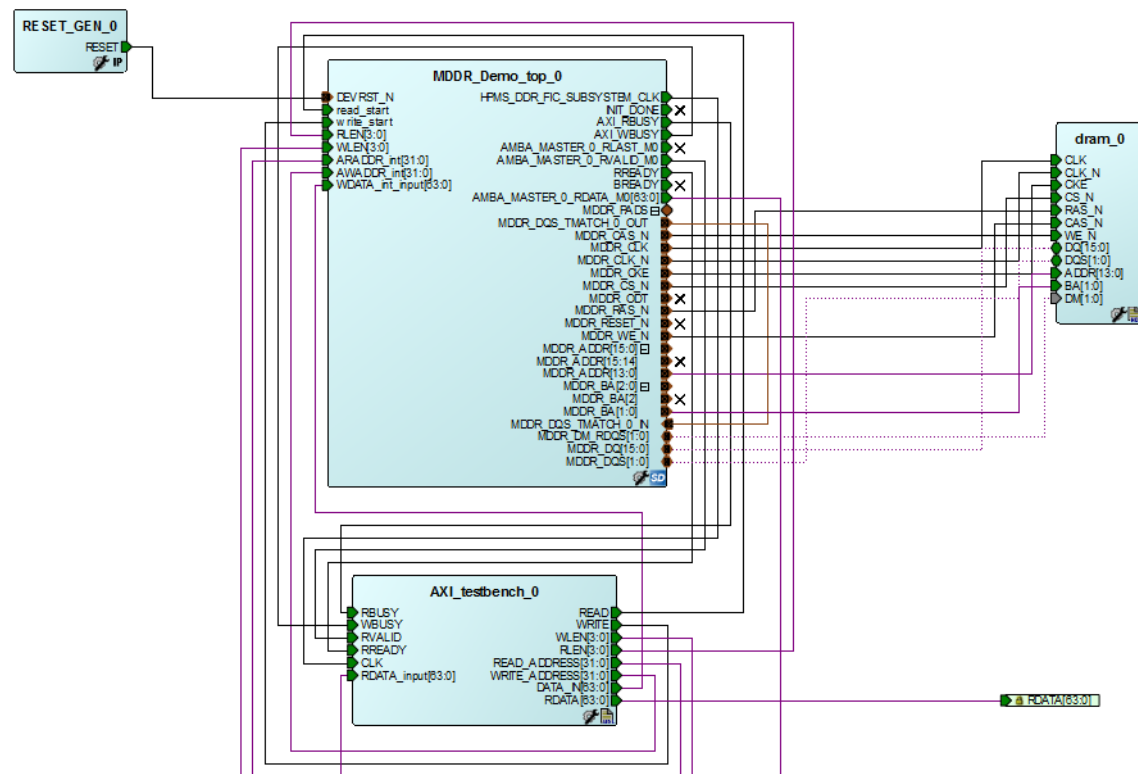 RESET_GEN_0
RESET
IP
MDDR_Demo_top_0
DEVRST_N
read_start
write_start
RLEN[3:0]
WLEN[3:0]
ARADDR_int[31:0]
AWADDR_int[31:0]
WDATA_int_input[63:0]
HPMS_DDR_FIC_SUBSYSTEM_CLK
INIT_DONE
AXI_RBUSY
AXI_WBUSY
AMBA_MASTER_0_RLAST_M0
AMBA_MASTER_0_RVALID_M0
RREADY
BREADY
AMBA_MASTER_0_RDATA_M0[63:0]
MDDR_PADS
MDDR_DQS_TMATCH_0_OUT
MDDR_CAS_N
MDDR_CLK
MDDR_CLK_N
MDDR_CKE
MDDR_CS_N
MDDR_ODT
MDDR_RAS_N
MDDR_RESET_N
MDDR_WE_N
MDDR_ADDR[15:0]
MDDR_ADDR[15:14]
MDDR_ADDR[13:0]
MDDR_BA[2:0]
MDDR_BA[2]
MDDR_BA[1:0]
MDDR_DQS_TMATCH_0_IN
MDDR_DM_RDQS[1:0]
MDDR_DQ[15:0]
MDDR_DQS[1:0]
SD
dram_0
CLK
CLK_N
CKE
CS_N
RAS_N
CAS_N
WE_N
DQ[15:0]
DQS[1:0]
ADDR[13:0]
BA[1:0]
DM[1:0]
AXI_testbench_0
RBUSY
WBUSY
RVALID
RREADY
CLK
RDATA_input[63:0]
READ
WRITE
WLEN[3:0]
RLEN[3:0]
READ_ADDRESS[31:0]
WRITE_ADDRESS[31:0]
DATA_IN[63:0]
RDATA[63:0]
RDATA[63:0]